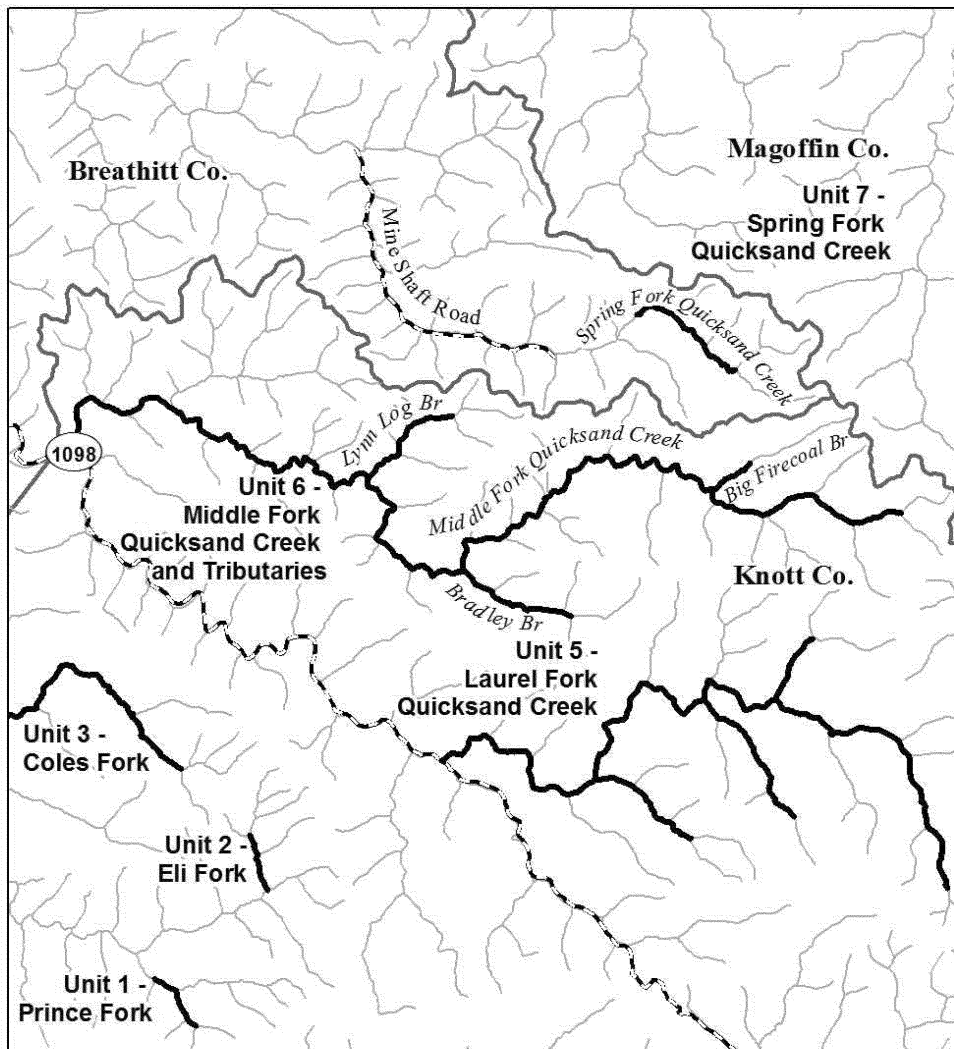 Breathitt Co.
Magoffin Co.
Unit 7 -
Spring Fork
Quicksand Creek
Mine Shaft Road
Spring Fork Quicksand Creek
Lynn Log Br
1098
Middle Fork Quicksand Creek
Big Firecoal Br
Unit 6 -
Middle Fork
Quicksand Creek
and Tributaries
Knott Co.
Bradley Br
Unit 5 -
Laurel Fork
Quicksand Creek
Unit 3 -
Coles Fork
Unit 2 -
Eli Fork
Unit 1 -
Prince Fork